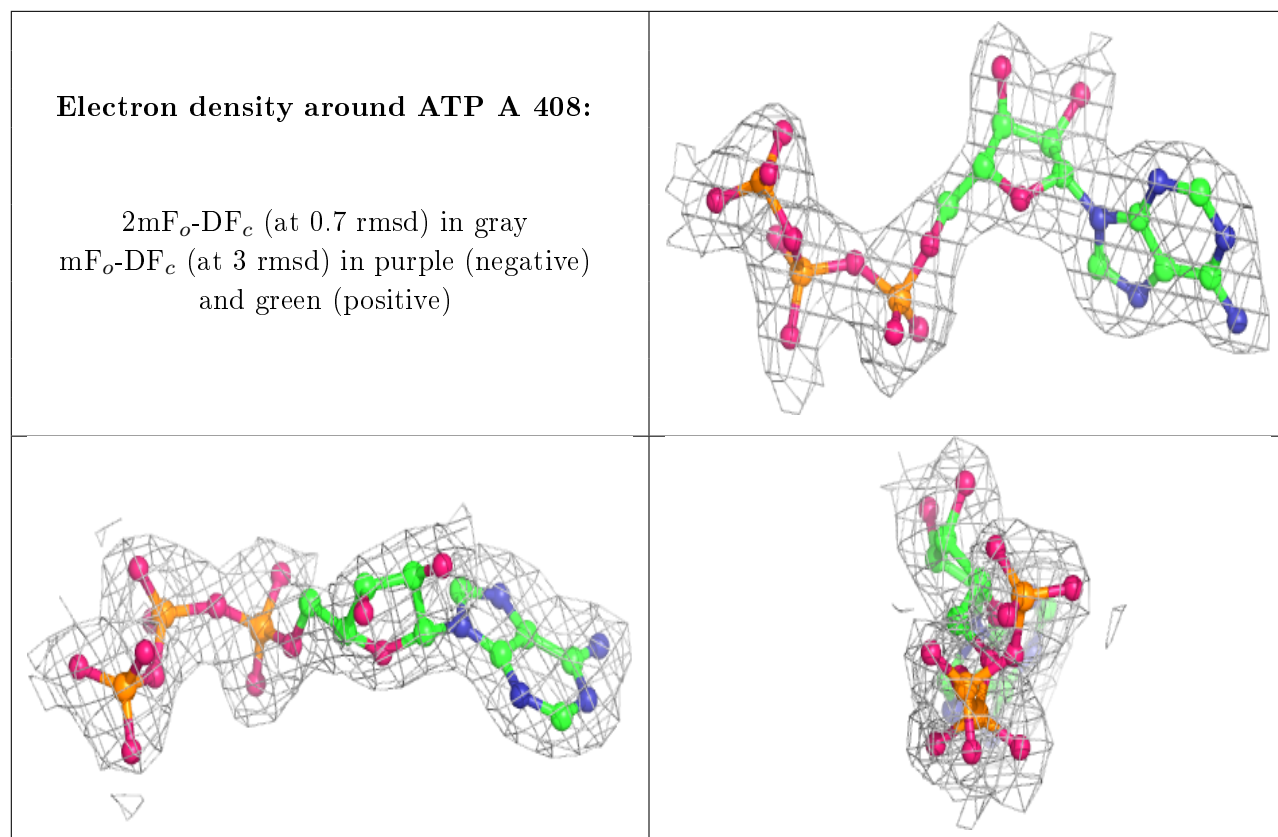 Electron density around ATP A 408:
2mFo-DFc (at 0.7 rmsd) in gray
mFo-DFc (at 3 rmsd) in purple (negative)
and green (positive)